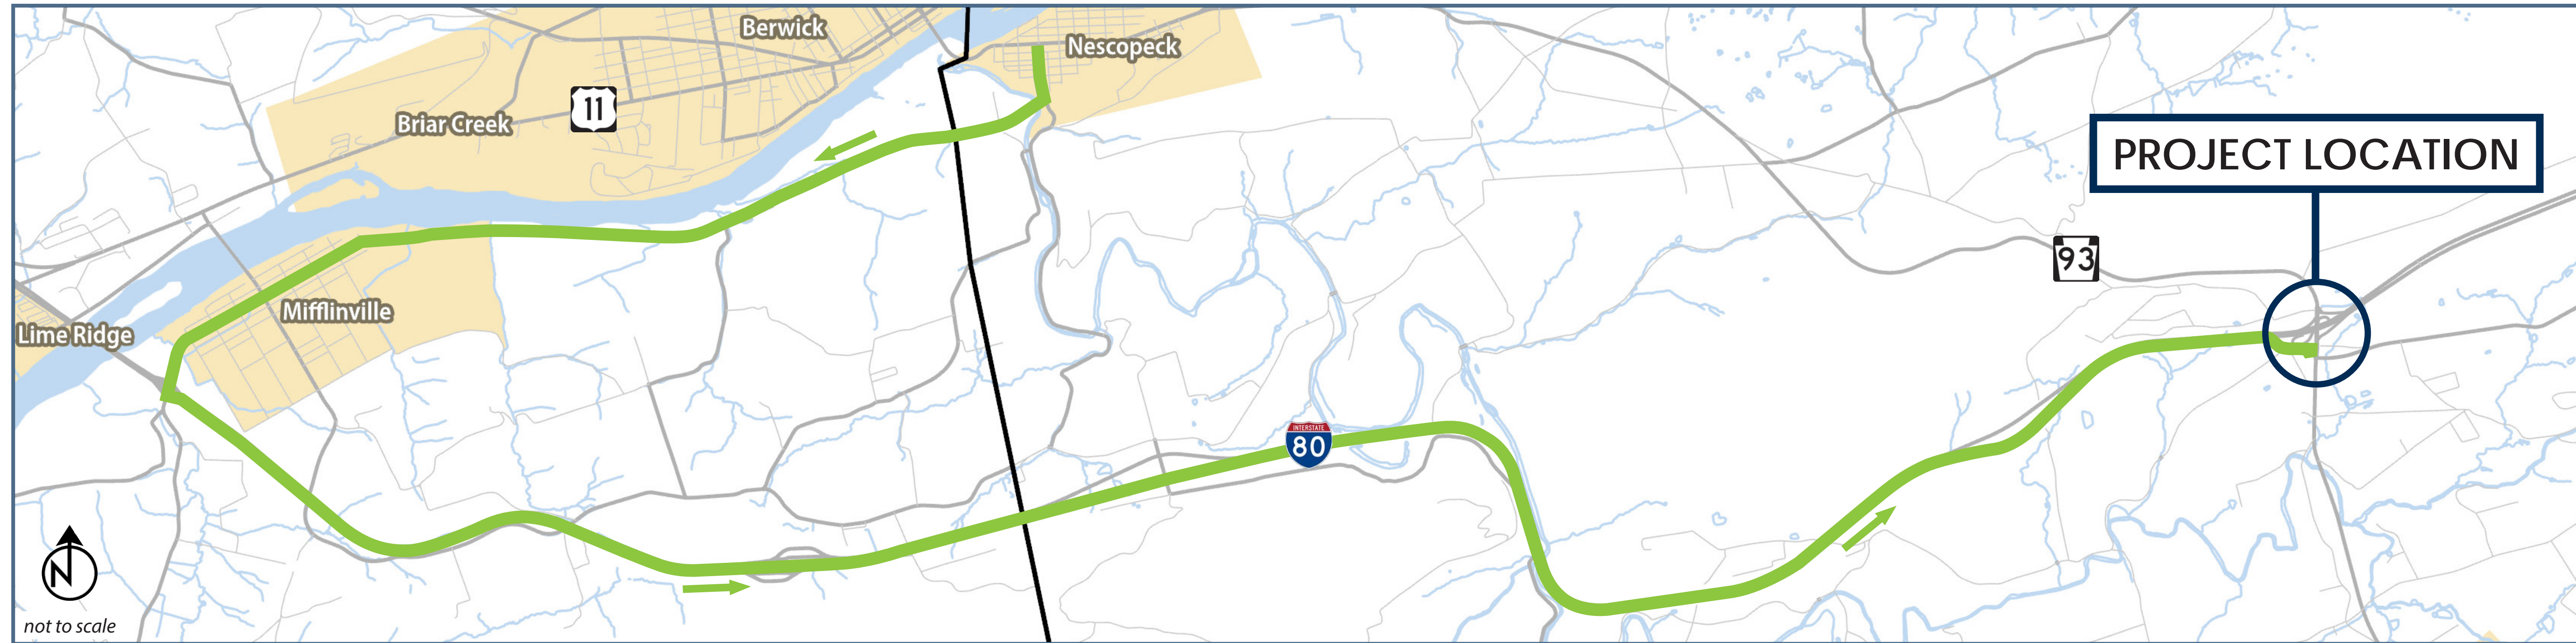 Berwick
Nescopeck
11
Briar Creek
PROJECT LOCATION
93
Mifflinville
Lime Ridge
INTERSTATE
80
N
not to scale